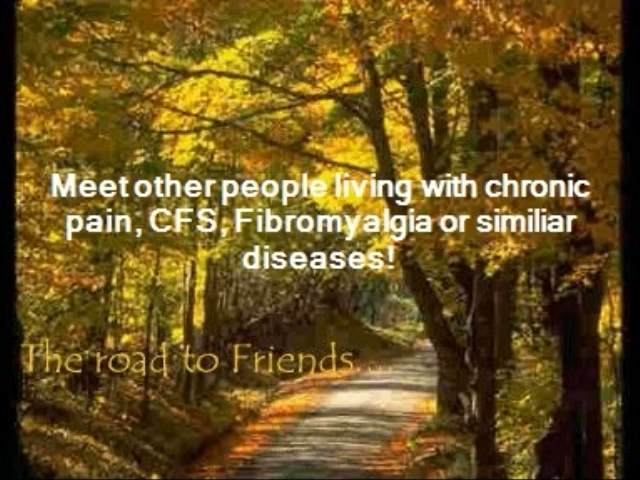 Meet other people living with chronic
pain, CFS, Fibromyalgia or similiar
diseases!
The road to Friends....